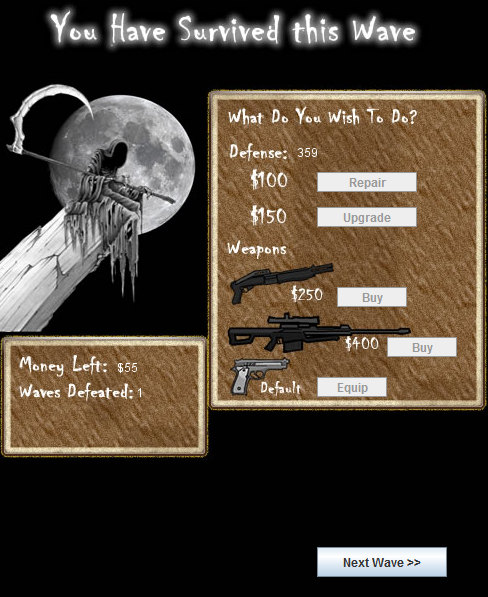 You Have Survived this Wave
What Do You Wish To Do?
Defense: 359
$100 Repair
$150 Upgrade
Weapons
$250 Buy
$400 Buy
Default Equip
Money Left: $55
Waves Defeated: 1
Next Wave >>